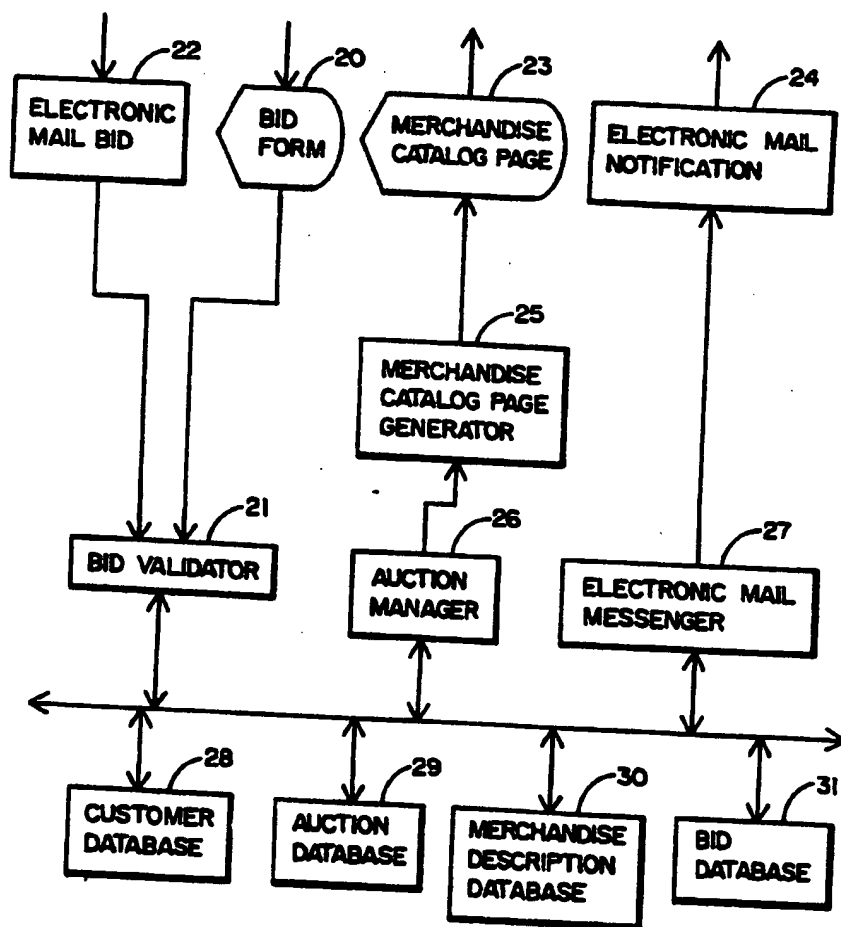 22
ELECTRONIC
MAIL BID
20
BID
FORM
23
MERCHANDISE
CATALOG PAGE
24
ELECTRONIC MAIL
NOTIFICATION
25
MERCHANDISE
CATALOG PAGE
GENERATOR
21
BID VALIDATOR
26
AUCTION
MANAGER
27
ELECTRONIC MAIL
MESSENGER
28
CUSTOMER
DATABASE
29
AUCTION
DATABASE
30
MERCHANDISE
DESCRIPTION
DATABASE
31
BID
DATABASE